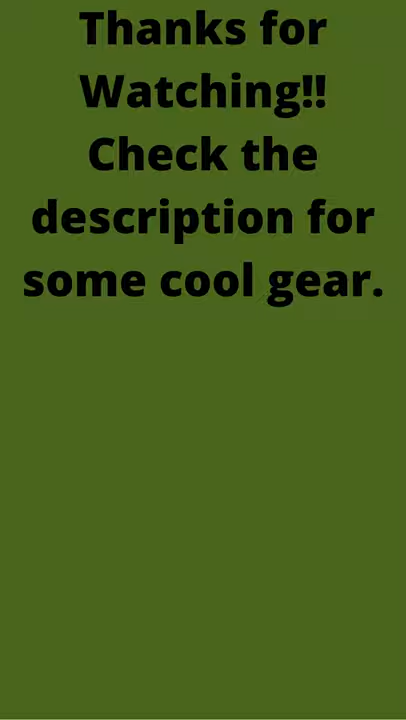 Thanks for
Watching!!
Check the
description for
some cool gear.